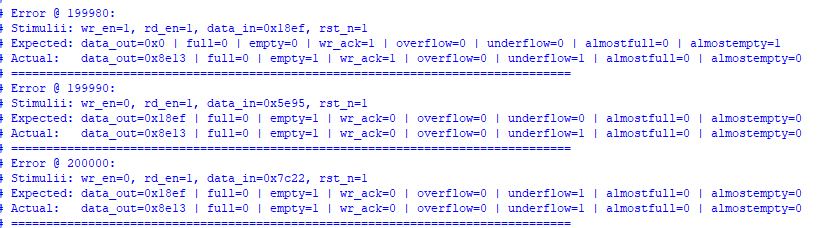 # Error @ 199980:
# Stimulii: wr_en=1, rd_en=1, data_in=0x18ef, rst_n=1
# Expected: data_out=0x0 | full=0 | empty=0 | wr_ack=1 | overflow=0 | underflow=0 | almostfull=0 | almostempty=1
# Actual:   data_out=0x8e13 | full=0 | empty=1 | wr_ack=1 | overflow=0 | underflow=1 | almostfull=0 | almostempty=0
# ================================================================================
# Error @ 199990:
# Stimulii: wr_en=0, rd_en=1, data_in=0x5e95, rst_n=1
# Expected: data_out=0x18ef | full=0 | empty=1 | wr_ack=0 | overflow=0 | underflow=0 | almostfull=0 | almostempty=0
# Actual:   data_out=0x8e13 | full=0 | empty=1 | wr_ack=0 | overflow=0 | underflow=1 | almostfull=0 | almostempty=0
# ================================================================================
# Error @ 200000:
# Stimulii: wr_en=0, rd_en=1, data_in=0x7c22, rst_n=1
# Expected: data_out=0x18ef | full=0 | empty=1 | wr_ack=0 | overflow=0 | underflow=1 | almostfull=0 | almostempty=0
# Actual:   data_out=0x8e13 | full=0 | empty=1 | wr_ack=0 | overflow=0 | underflow=1 | almostfull=0 | almostempty=0
# ================================================================================